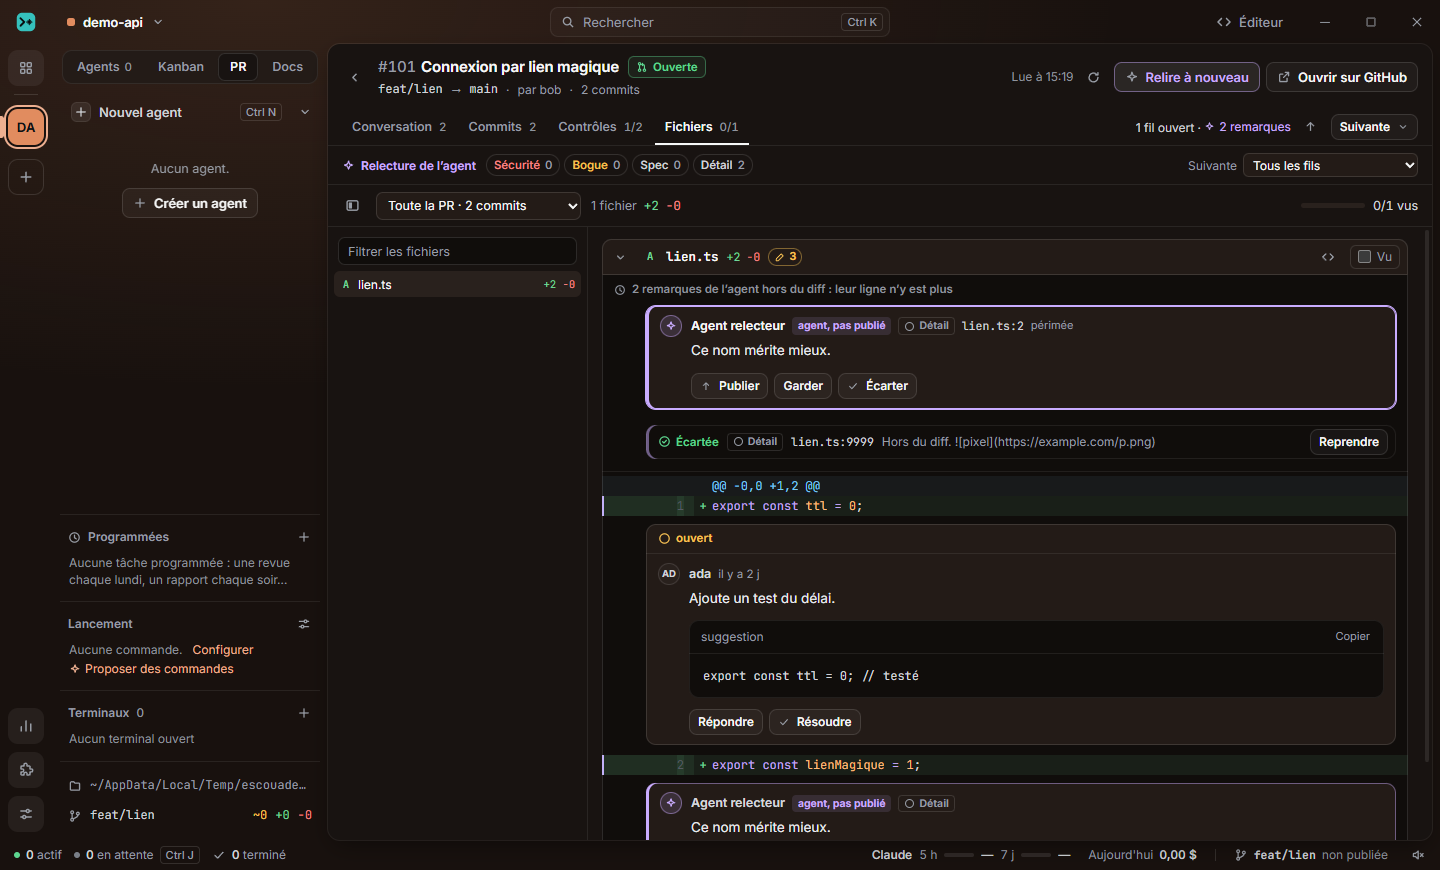 demo-api
Rechercher
Ctrl K
Éditeur
Agents 0
Kanban
PR
Docs
DA
Nouvel agent
Ctrl N
Aucun agent.
Créer un agent
Programmées
Aucune tâche programmée : une revue
chaque lundi, un rapport chaque soir...
Lancement
Aucune commande. Configurer
Proposer des commandes
Terminaux 0
Aucun terminal ouvert
~/AppData/Local/Temp/escouade…
feat/lien
~0 +0 -0
#101 Connexion par lien magique
Ouverte
feat/lien → main · par bob · 2 commits
Lue à 15:19
Relire à nouveau
Ouvrir sur GitHub
Conversation 2
Commits 2
Contrôles 1/2
Fichiers 0/1
1 fil ouvert · 2 remarques
Suivante
Relecture de l’agent
Sécurité 0
Bogue 0
Spec 0
Détail 2
Suivante
Tous les fils
Toute la PR · 2 commits
1 fichier +2 -0
0/1 vus
Filtrer les fichiers
A lien.ts +2 -0
A lien.ts +2 -0 3
Vu
2 remarques de l’agent hors du diff : leur ligne n’y est plus
Agent relecteur agent, pas publié Détail lien.ts:2 périmée
Ce nom mérite mieux.
Publier
Garder
Écarter
Écartée Détail lien.ts:9999 Hors du diff. ![pixel](https://example.com/p.png)
Reprendre
@@ -0,0 +1,2 @@
1 + export const ttl = 0;
ouvert
AD ada il y a 2 j
Ajoute un test du délai.
suggestion
Copier
export const ttl = 0; // testé
Répondre
Résoudre
2 + export const lienMagique = 1;
Agent relecteur agent, pas publié Détail
Ce nom mérite mieux.
0 actif
0 en attente
Ctrl J
0 terminé
Claude 5 h — 7 j —
Aujourd'hui 0,00 $
feat/lien non publiée